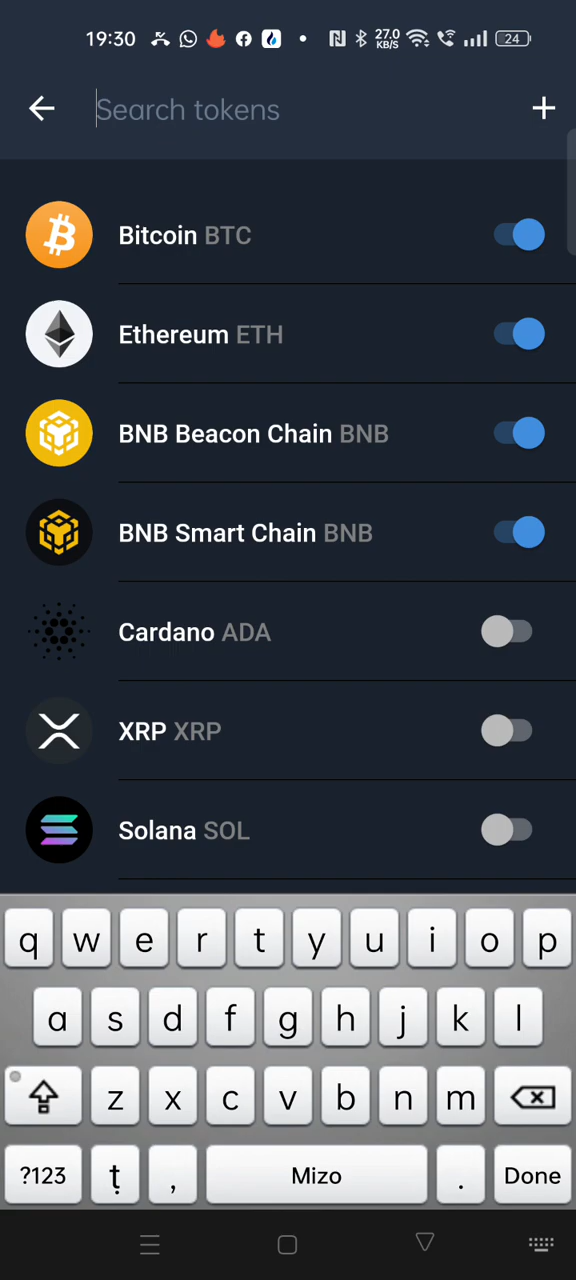 19:30 27.0 KB/S 24
Search tokens
Bitcoin BTC
Ethereum ETH
BNB Beacon Chain BNB
BNB Smart Chain BNB
Cardano ADA
XRP XRP
Solana SOL
q w e r t y u i o p
a s d f g h j k l
z x c v b n m
?123 ṭ , Mizo . Done